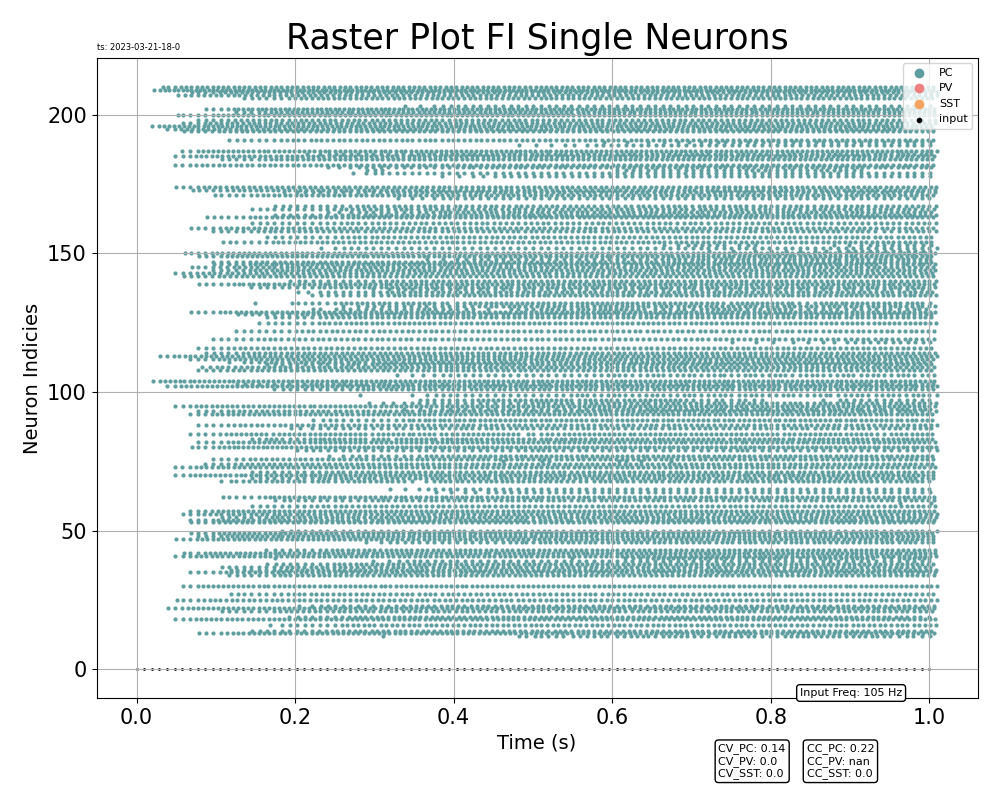 Raster Plot FI Single Neurons
ts: 2023-03-21-18-0
PC
PV
SST
input
200
150
100
50
0
Neuron Indicies
0.0 0.2 0.4 0.6 0.8 1.0
Time (s)
Input Freq: 105 Hz
CV_PC: 0.14
CV_PV: 0.0
CV_SST: 0.0
CC_PC: 0.22
CC_PV: nan
CC_SST: 0.0